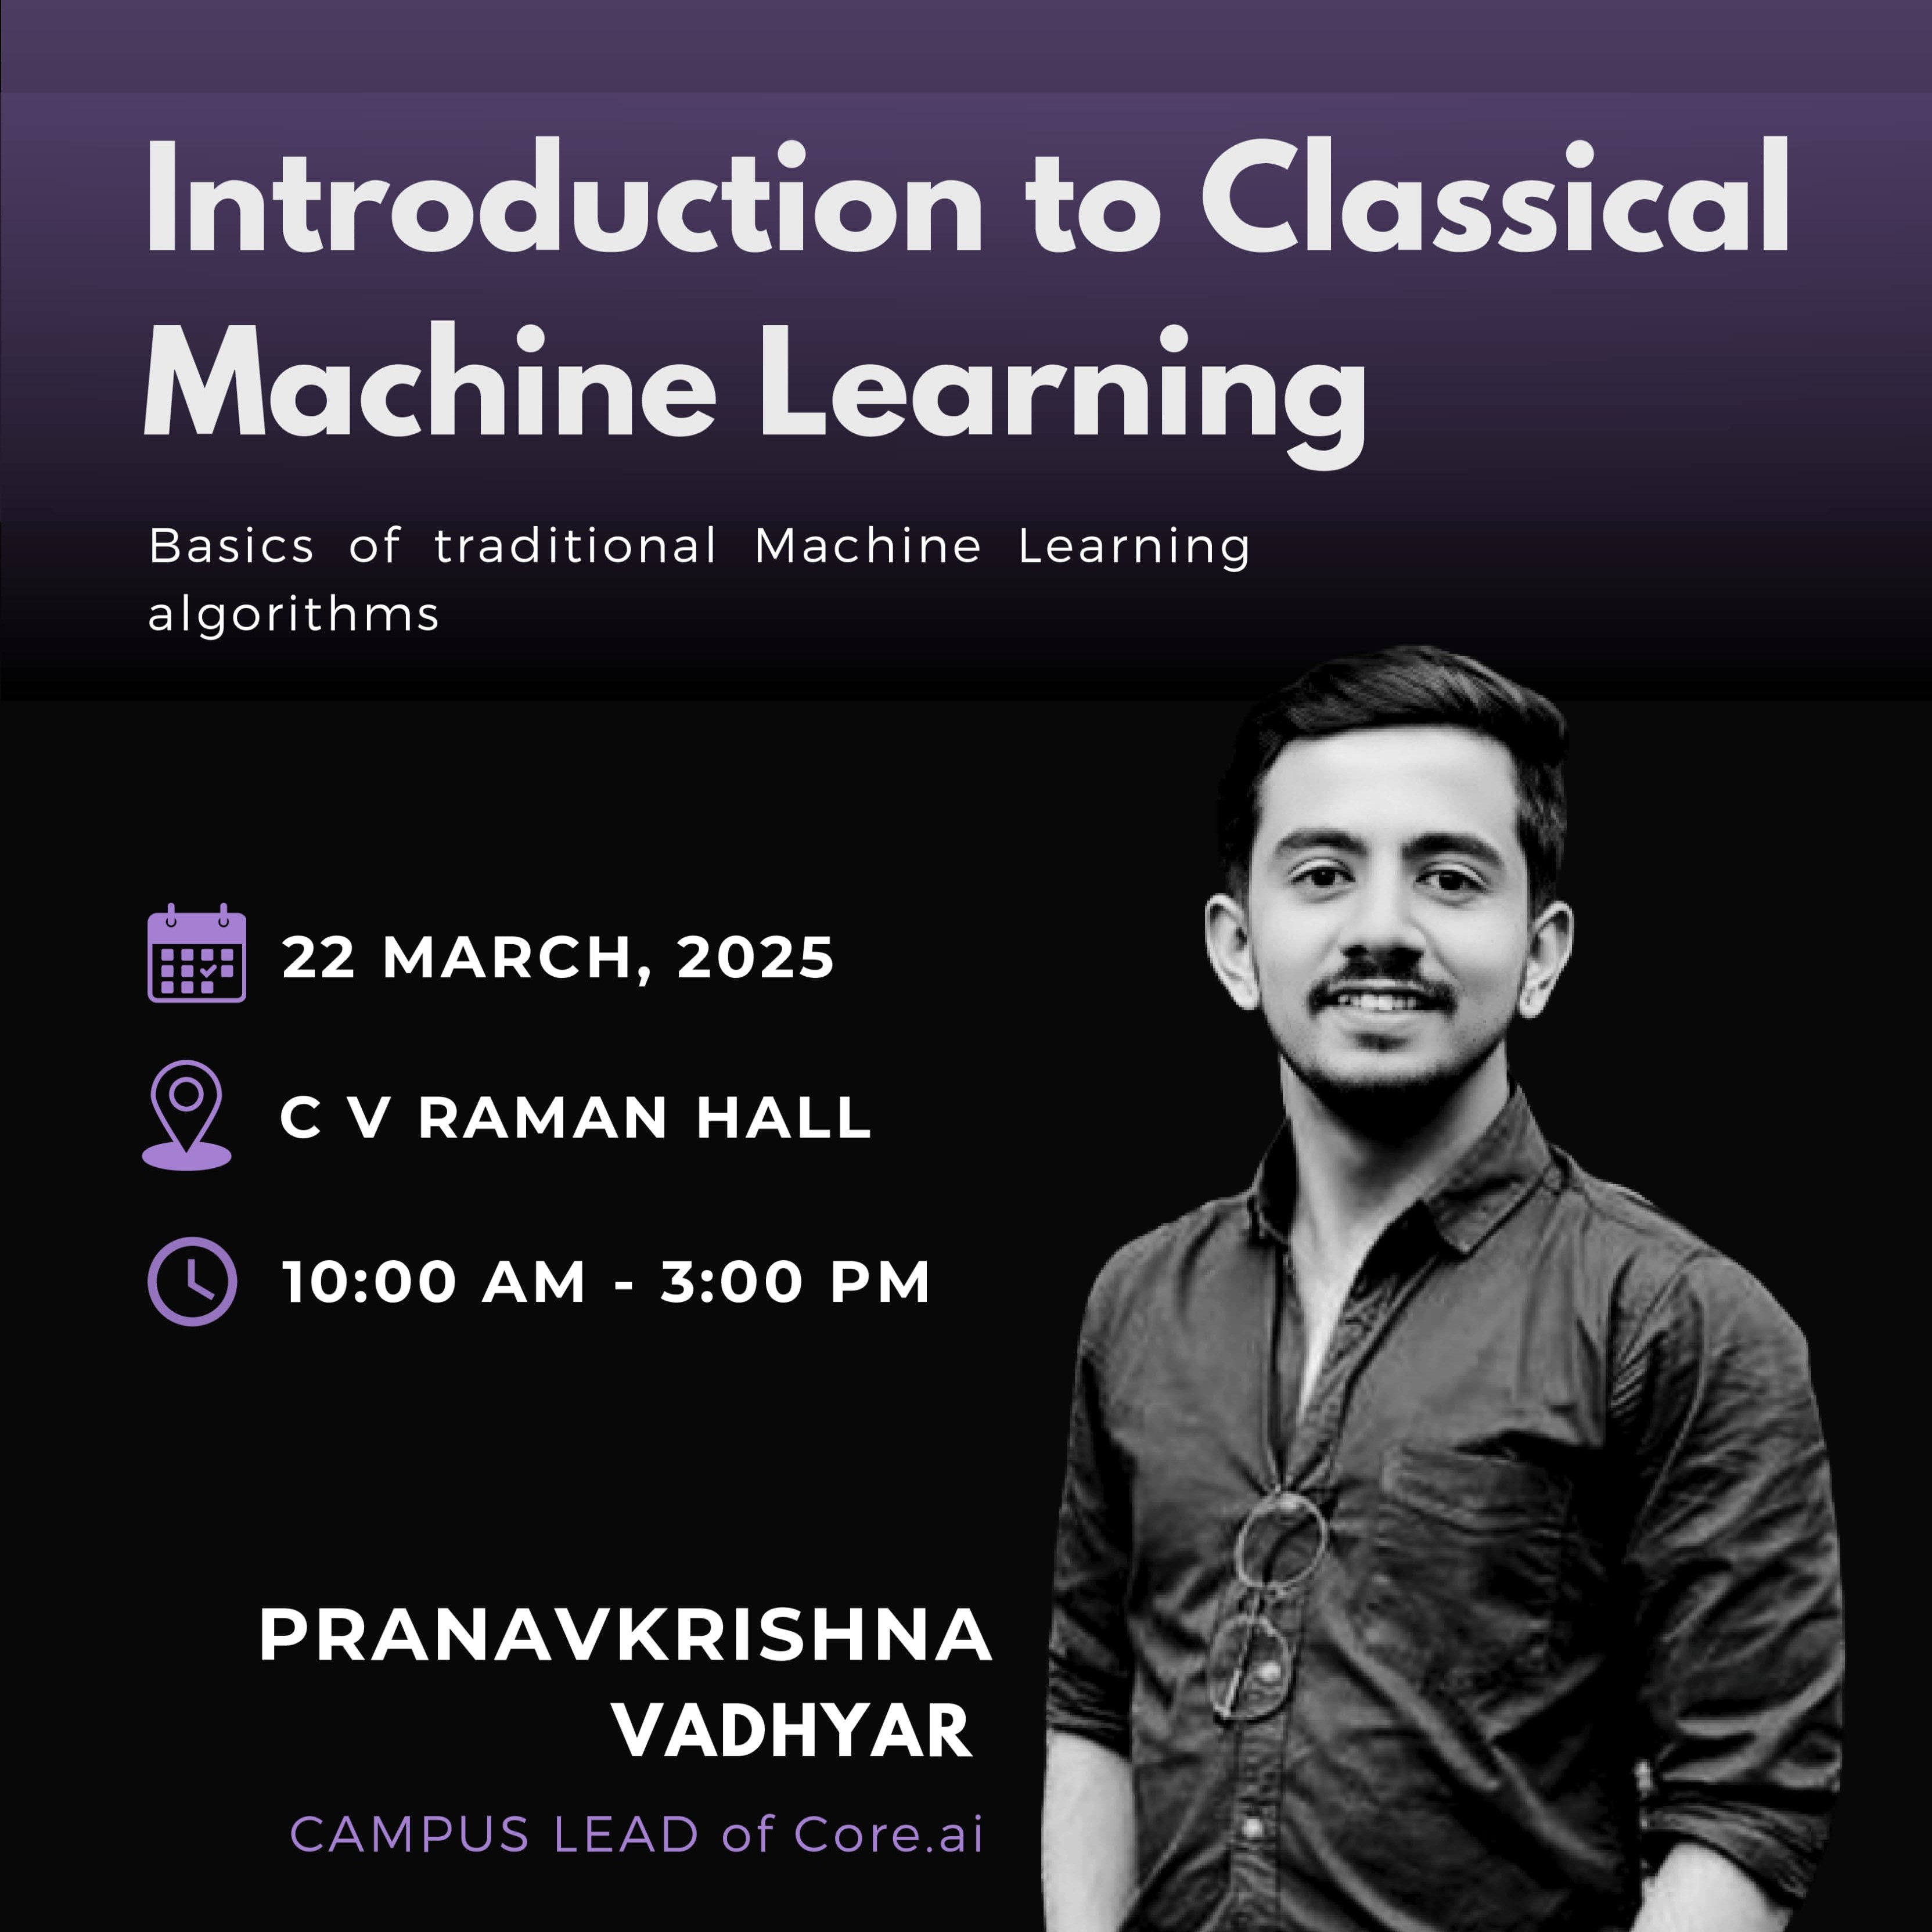 Introduction to Classical
Machine Learning
Basics of traditional Machine Learning
algorithms
22 MARCH, 2025
C V RAMAN HALL
10:00 AM - 3:00 PM
PRANAVKRISHNA
VADHYAR
CAMPUS LEAD of Core.ai